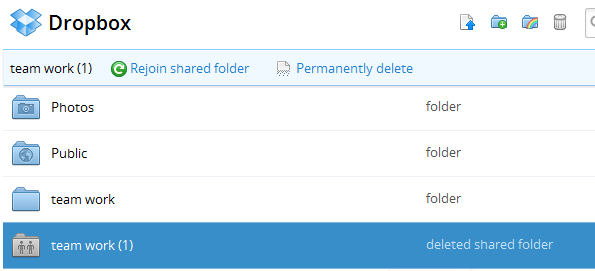 Dropbox
team work (1) Rejoin shared folder Permanently delete
Photos folder
Public folder
team work folder
team work (1) deleted shared folder